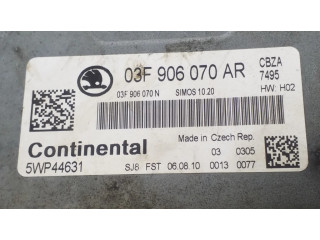 03F 906 070 AR
CBZA
7495
03F 906 070 N SIMOS 10.20
HW: H02
Made in Czech Rep.
Continental
03 0305
5WP44631 SJ8 FST 06.08.10 0013 0077